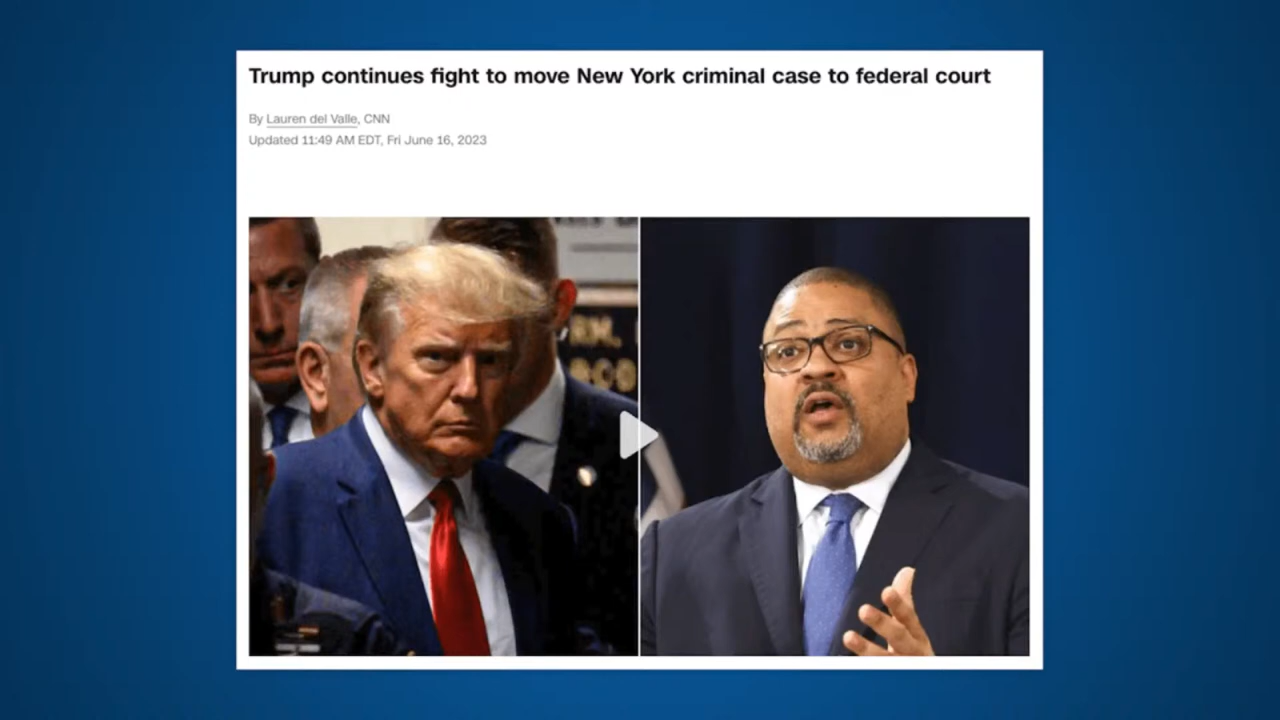 Trump continues fight to move New York criminal case to federal court
By Lauren del Valle, CNN
Updated 11:49 AM EDT, Fri June 16, 2023
RM.